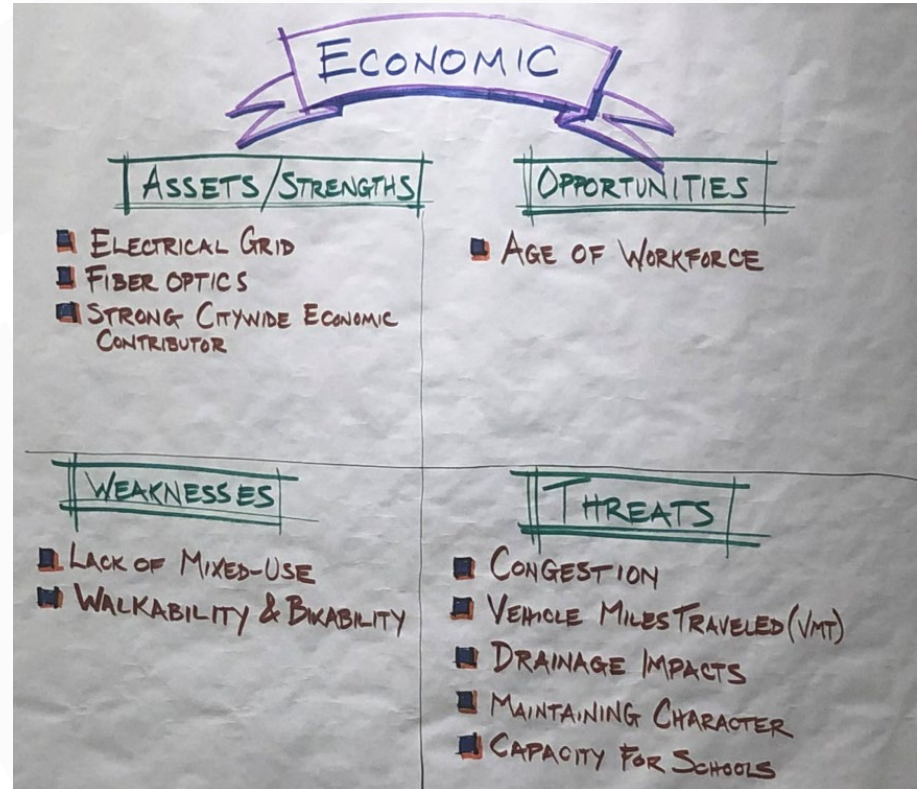 ECONOMIC
ASSETS/STRENGTHS
ELECTRICAL GRID
FIBER OPTICS
STRONG CITYWIDE ECONOMIC
CONTRIBUTOR
OPPORTUNITIES
AGE OF WORKFORCE
WEAKNESSES
LACK OF MIXED-USE
WALKABILITY & BIKABILITY
THREATS
CONGESTION
VEHICLE MILES TRAVELED (VMT)
DRAINAGE IMPACTS
MAINTAINING CHARACTER
CAPACITY FOR SCHOOLS